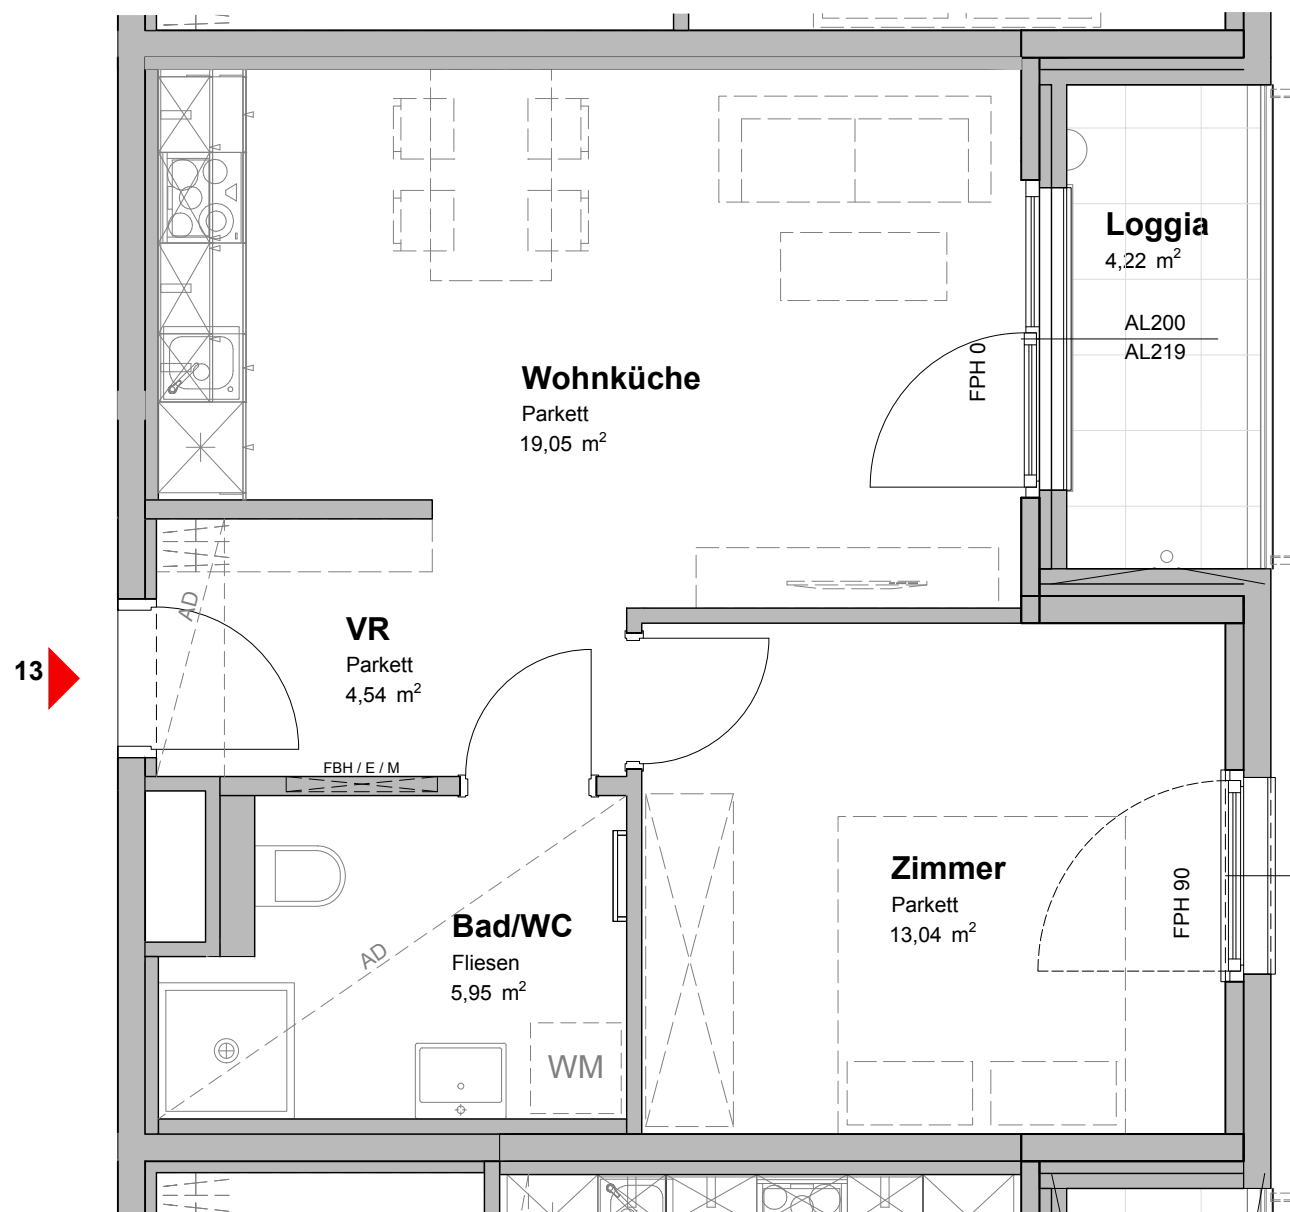 Loggia
4,22 m²
AL200
AL219
FPH 0
Wohnküche
Parkett
19,05 m²
AD
VR
Parkett
4,54 m²
13
FBH / E / M
Zimmer
Parkett
13,04 m²
FPH 90
Bad/WC
Fliesen
5,95 m²
AD
WM